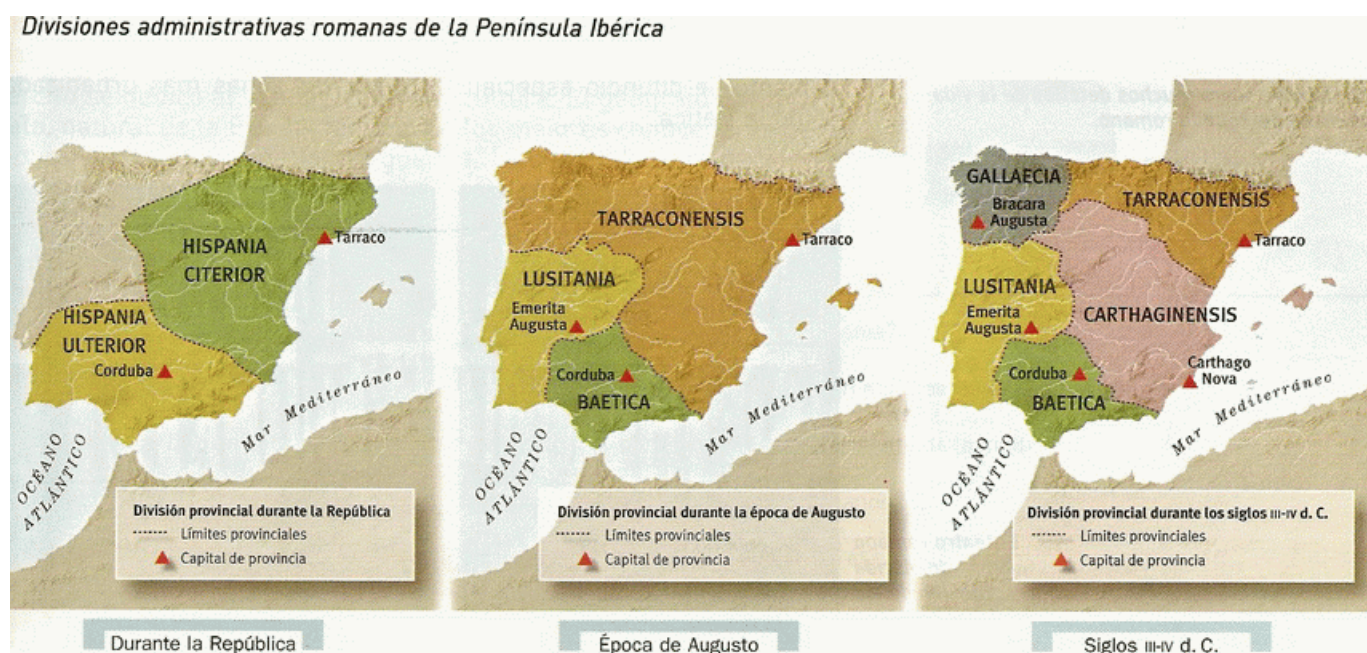 Divisiones administrativas romanas de la Península Ibérica
HISPANIA
CITERIOR
Tarraco
HISPANIA
ULTERIOR
Corduba
Mar Mediterráneo
OCÉANO
ATLÁNTICO
División provincial durante la República
Límites provinciales
Capital de provincia
Durante la República
TARRACONENSIS
Tarraco
LUSITANIA
Emerita
Augusta
Corduba
BAETICA
Mar Mediterráneo
OCÉANO
ATLÁNTICO
División provincial durante la época de Augusto
Límites provinciales
Capital de provincia
Época de Augusto
GALLAECIA
Bracara
Augusta
TARRACONENSIS
Tarraco
LUSITANIA
Emerita
Augusta
CARTHAGINENSIS
Carthago
Nova
Corduba
BAETICA
Mar Mediterráneo
OCÉANO
ATLÁNTICO
División provincial durante los siglos III-IV d. C.
Límites provinciales
Capital de provincia
Siglos III-IV d. C.